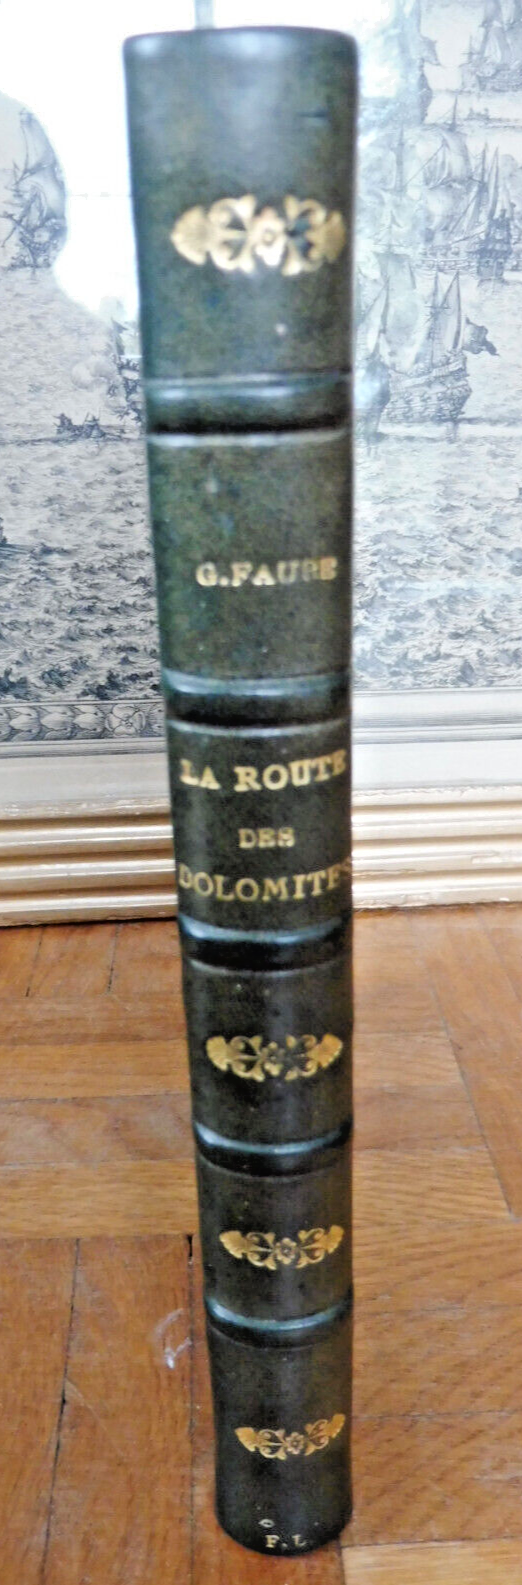 G.FAURE
LA ROUTE
DES
DOLOMITES
F. L